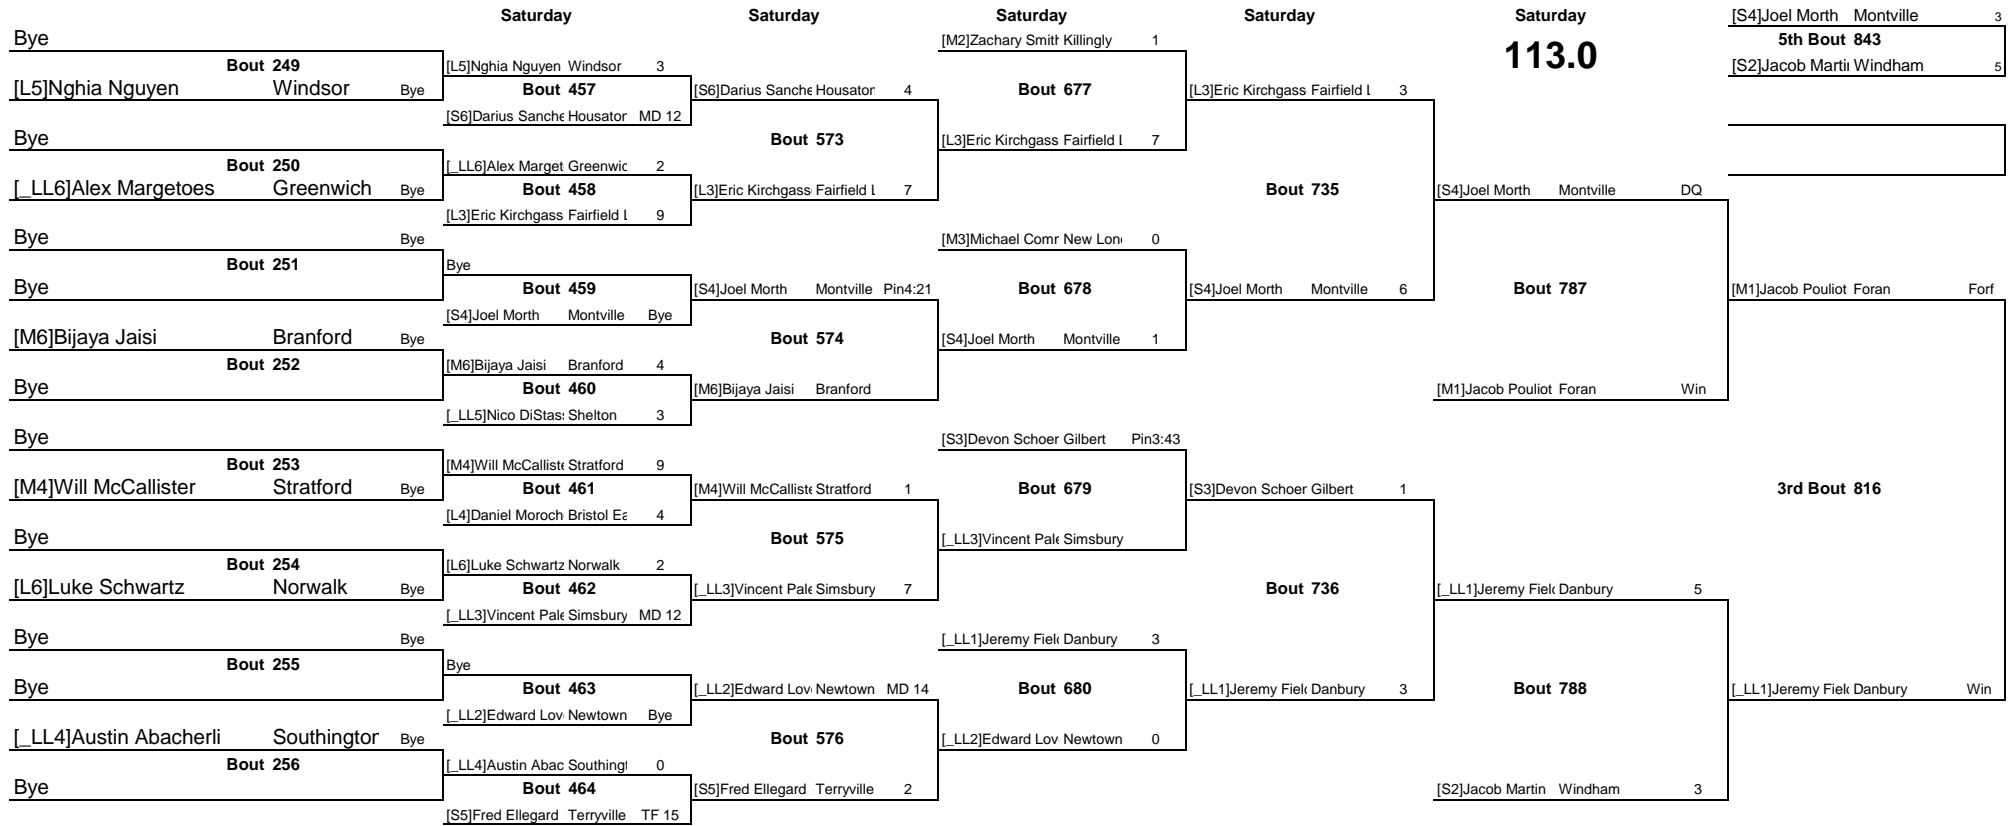 Saturday Saturday Saturday Saturday Saturday [S4]Joel Morth Montville 3
Bye [M2]Zachary Smith Killingly 1 113.0 5th Bout 843
Bout 249 [L5]Nghia Nguyen Windsor 3 [S2]Jacob Martin Windham 5
[L5]Nghia Nguyen Windsor Bye Bout 457 [S6]Darius Sanche Housaton 4 Bout 677 [L3]Eric Kirchgass Fairfield L 3
[S6]Darius Sanche Housaton MD 12
Bye Bout 573 [L3]Eric Kirchgass Fairfield L 7
Bout 250 [_LL6]Alex Marget Greenwic 2
[_LL6]Alex Margetoes Greenwich Bye Bout 458 [L3]Eric Kirchgass Fairfield L 7 Bout 735 [S4]Joel Morth Montville DQ
[L3]Eric Kirchgass Fairfield L 9
Bye Bye [M3]Michael Comr New Lon 0
Bout 251 Bye
Bye Bout 459 [S4]Joel Morth Montville Pin4:21 Bout 678 [S4]Joel Morth Montville 6 Bout 787 [M1]Jacob Pouliot Foran Forf
[S4]Joel Morth Montville Bye
[M6]Bijaya Jaisi Branford Bye Bout 574 [S4]Joel Morth Montville 1
Bout 252 [M6]Bijaya Jaisi Branford 4
Bye Bout 460 [M6]Bijaya Jaisi Branford [M1]Jacob Pouliot Foran Win
[_LL5]Nico DiStas Shelton 3
Bye [S3]Devon Schoer Gilbert Pin3:43
Bout 253 [M4]Will McCalliste Stratford 9
[M4]Will McCallister Stratford Bye Bout 461 [M4]Will McCalliste Stratford 1 Bout 679 [S3]Devon Schoer Gilbert 1 3rd Bout 816
[L4]Daniel Moroch Bristol Ea 4
Bye Bout 575 [_LL3]Vincent Pale Simsbury
Bout 254 [L6]Luke Schwartz Norwalk 2
[L6]Luke Schwartz Norwalk Bye Bout 462 [_LL3]Vincent Pale Simsbury 7 Bout 736 [_LL1]Jeremy Field Danbury 5
[_LL3]Vincent Pale Simsbury MD 12
Bye Bye [_LL1]Jeremy Field Danbury 3
Bout 255 Bye
Bye Bout 463 [_LL2]Edward Lov Newtown MD 14 Bout 680 [_LL1]Jeremy Field Danbury 3 Bout 788 [_LL1]Jeremy Field Danbury Win
[_LL2]Edward Lov Newtown Bye
[_LL4]Austin Abacherli Southington Bye Bout 576 [_LL2]Edward Lov Newtown 0
Bout 256 [_LL4]Austin Abac Southingt 0
Bye Bout 464 [S5]Fred Ellegard Terryville 2 [S2]Jacob Martin Windham 3
[S5]Fred Ellegard Terryville TF 15